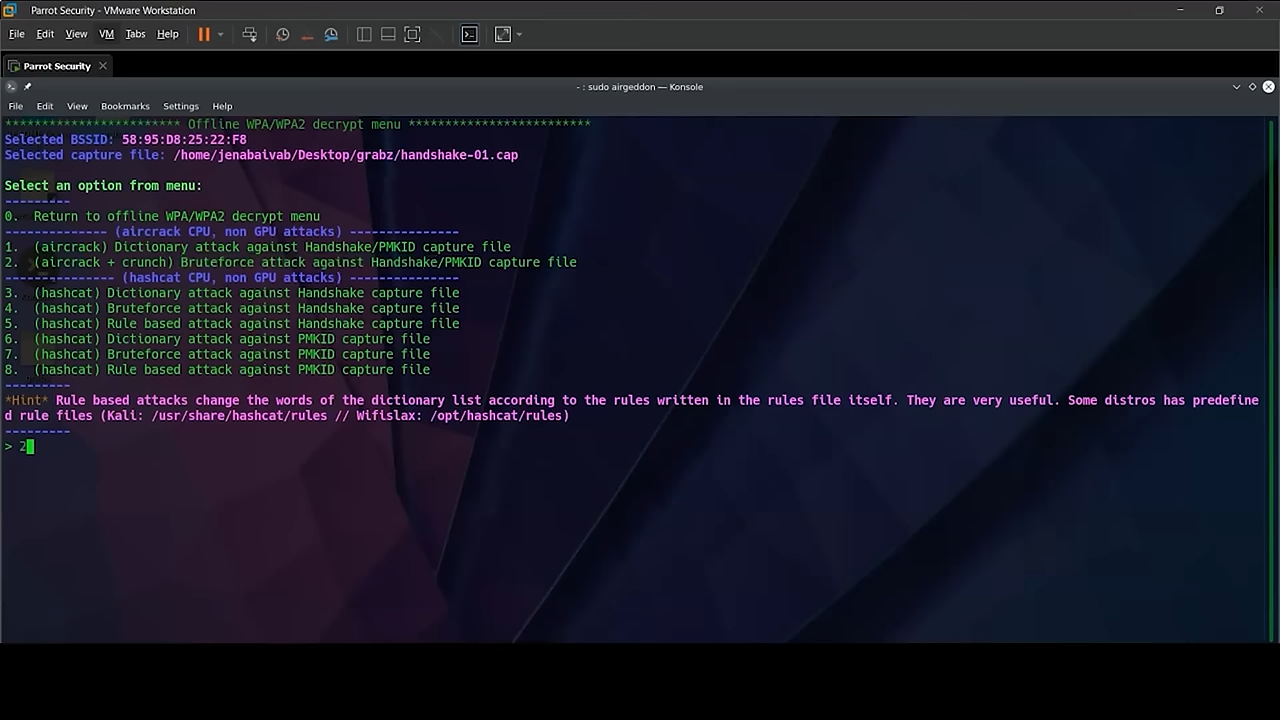 Parrot Security - VMware Workstation
File Edit View VM Tabs Help
Parrot Security
~ : sudo airgeddon — Konsole
File Edit View Bookmarks Settings Help
************************ Offline WPA/WPA2 decrypt menu *************************
Selected BSSID: 58:95:D8:25:22:F8
Selected capture file: /home/jenabaivab/Desktop/grabz/handshake-01.cap
Select an option from menu:
---------
0. Return to offline WPA/WPA2 decrypt menu
-------------- (aircrack CPU, non GPU attacks) ---------------
1. (aircrack) Dictionary attack against Handshake/PMKID capture file
2. (aircrack + crunch) Bruteforce attack against Handshake/PMKID capture file
--------------- (hashcat CPU, non GPU attacks) ---------------
3. (hashcat) Dictionary attack against Handshake capture file
4. (hashcat) Bruteforce attack against Handshake capture file
5. (hashcat) Rule based attack against Handshake capture file
6. (hashcat) Dictionary attack against PMKID capture file
7. (hashcat) Bruteforce attack against PMKID capture file
8. (hashcat) Rule based attack against PMKID capture file
---------
*Hint* Rule based attacks change the words of the dictionary list according to the rules written in the rules file itself. They are very useful. Some distros has predefine
d rule files (Kali: /usr/share/hashcat/rules // Wifislax: /opt/hashcat/rules)
---------
> 2